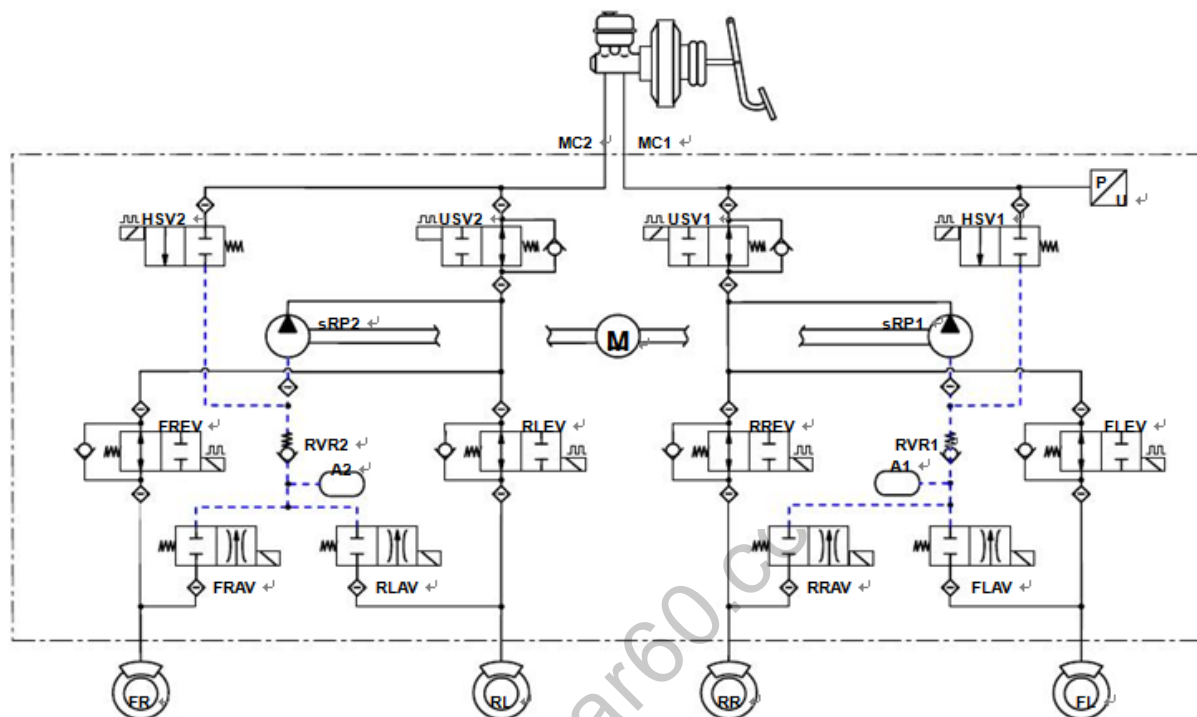 MC2 MC1
P
U
HSV2 USV2 USV1 HSV1
sRP2 M sRP1
FREV RLEV RREV FLEV
RVR2 RVR1
A2 A1
FRAV RLAV RRAV FLAV
FR RL RR FL